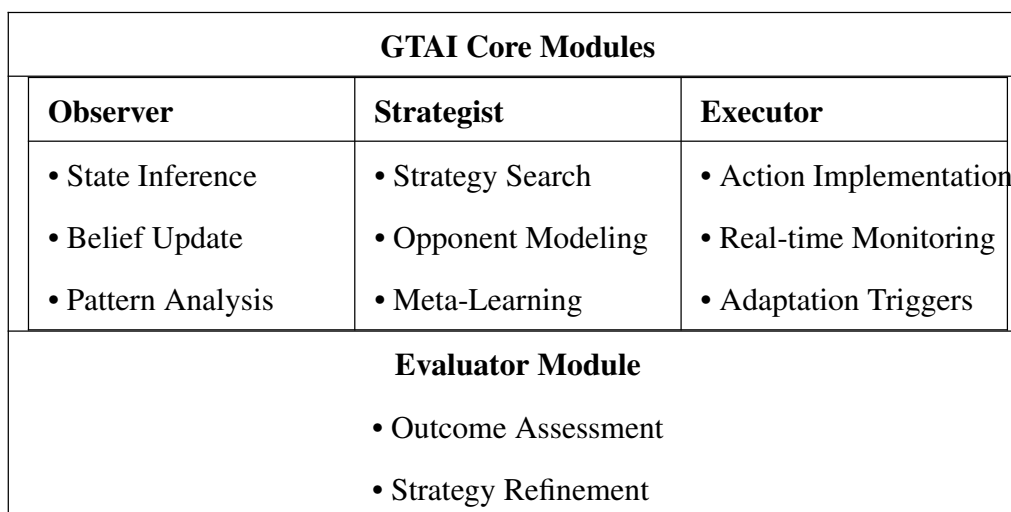 GTAI Core Modules
Observer Strategist Executor
• State Inference • Strategy Search • Action Implementation
• Belief Update • Opponent Modeling • Real-time Monitoring
• Pattern Analysis • Meta-Learning • Adaptation Triggers
Evaluator Module
• Outcome Assessment
• Strategy Refinement